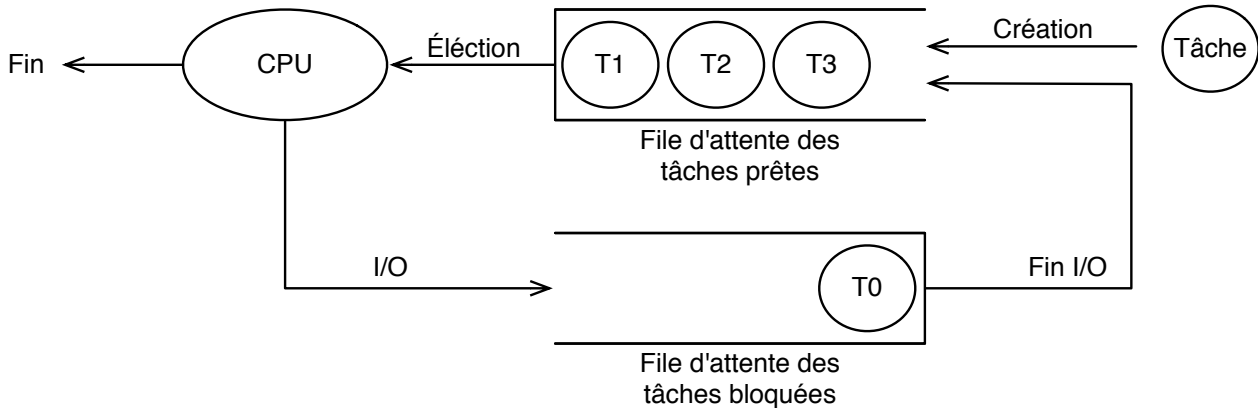 Fin
CPU
Éléction
T1
T2
T3
Création
Tâche
File d'attente des
tâches prêtes
I/O
T0
Fin I/O
File d'attente des
tâches bloquées